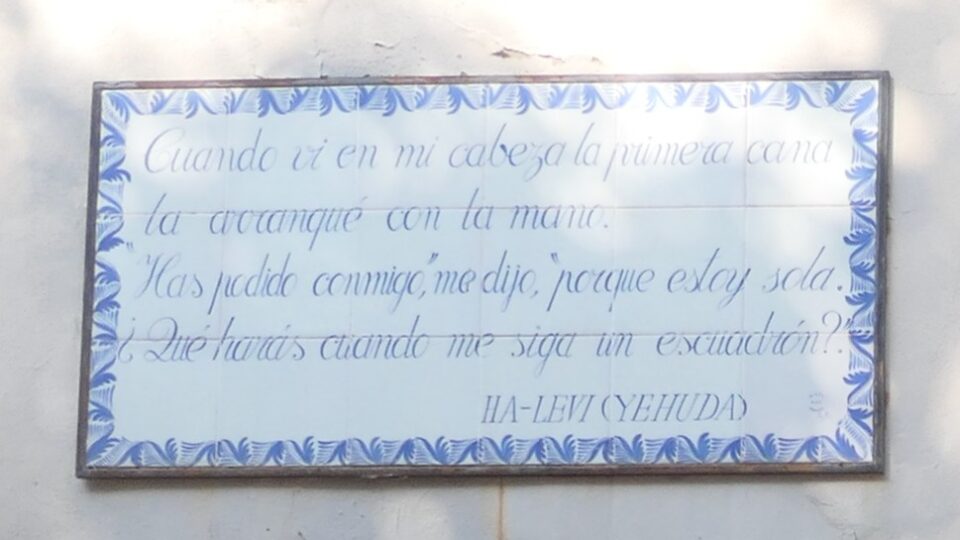 Cuando vi en mi cabeza la primera cana
la arranqué con la mano.
"Has podido conmigo," me dijo, "porque estoy sola.
¿Qué harás cuando me siga un escuadrón?".
HA-LEVI (YEHUDA)